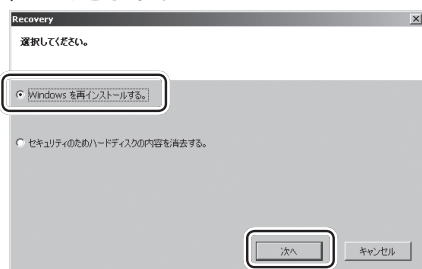 Recovery
選択してください。
Windows を再インストールする。
セキュリティのためハードディスクの内容を消去する。
次へ
キャンセル